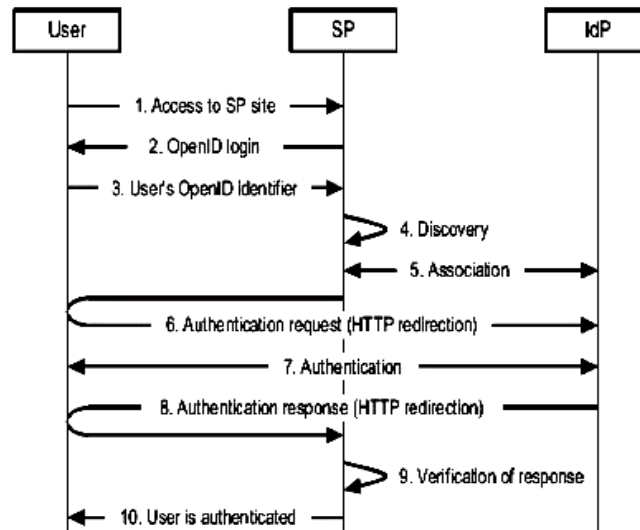 User
SP
IdP
1. Access to SP site
2. OpenID login
3. User's OpenID Identifier
4. Discovery
5. Association
6. Authentication request (HTTP redirection)
7. Authentication
8. Authentication response (HTTP redirection)
9. Verification of response
10. User is authenticated